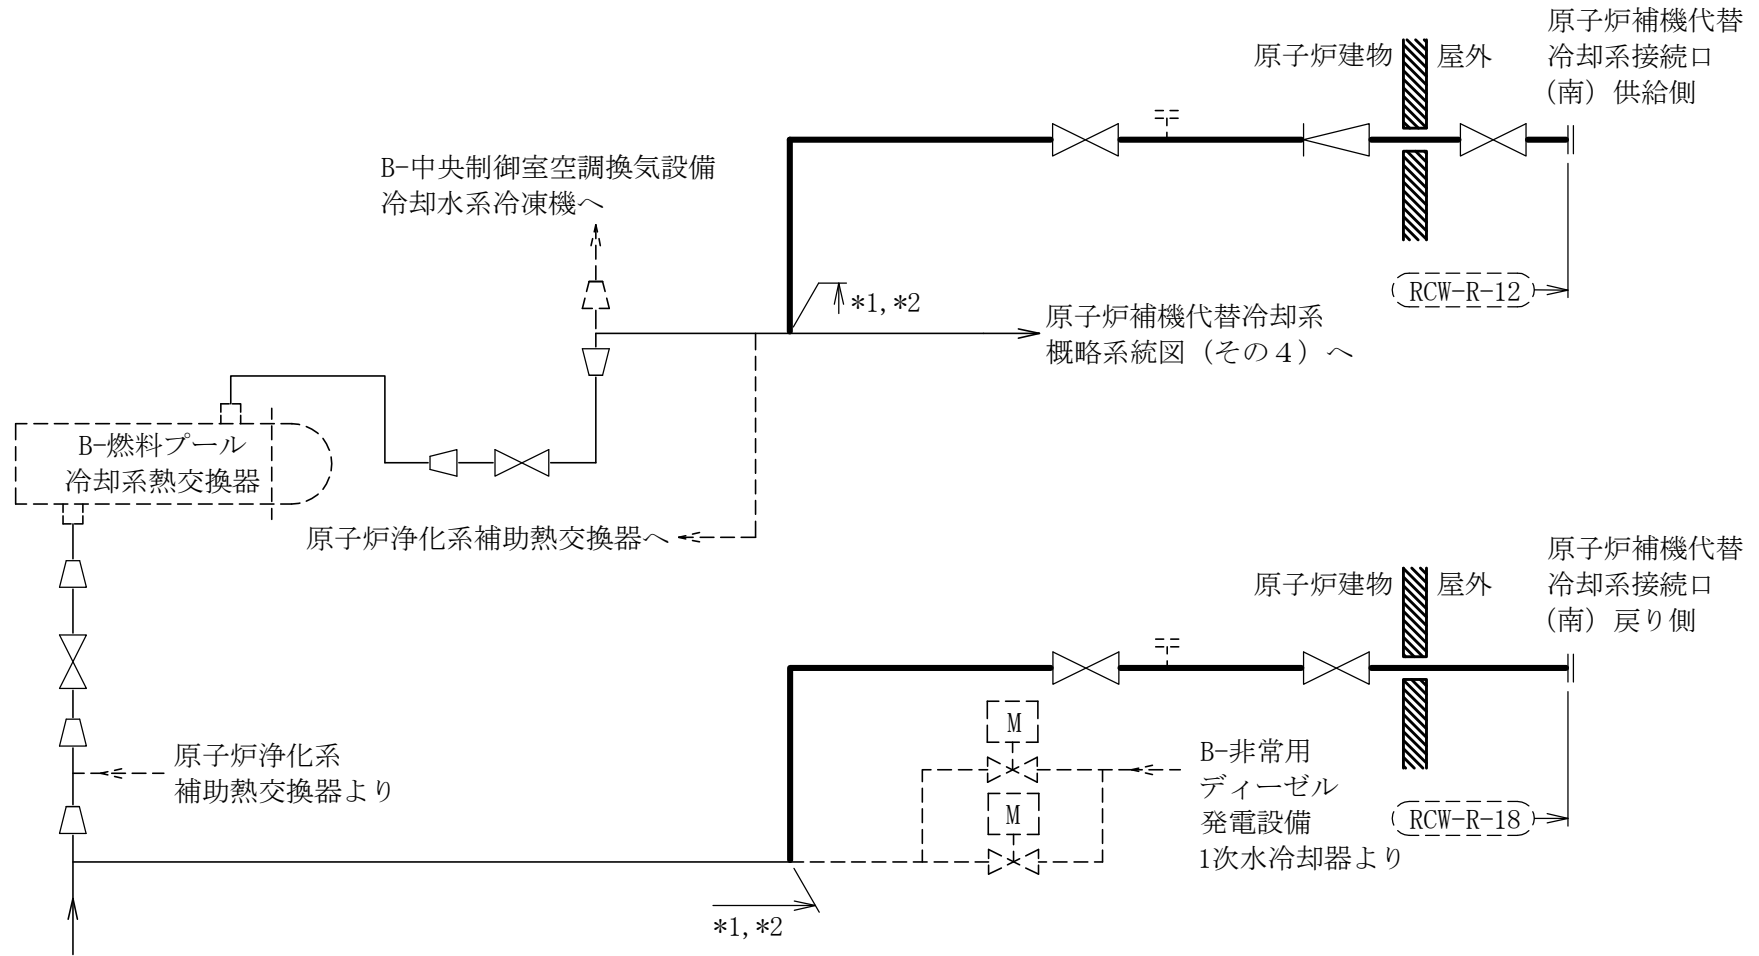 原子炉補機代替
冷却系接続口
(南) 供給側
原子炉建物
屋外
B-中央制御室空調換気設備
冷却水系冷凍機へ
RCW-R-12
*1,*2
原子炉補機代替冷却系
概略系統図（その４）へ
B-燃料プール
冷却系熱交換器
原子炉浄化系補助熱交換器へ
原子炉補機代替
冷却系接続口
(南) 戻り側
原子炉建物
屋外
M
原子炉浄化系
補助熱交換器より
B-非常用
ディーゼル
発電設備
1次水冷却器より
M
RCW-R-18
*1,*2